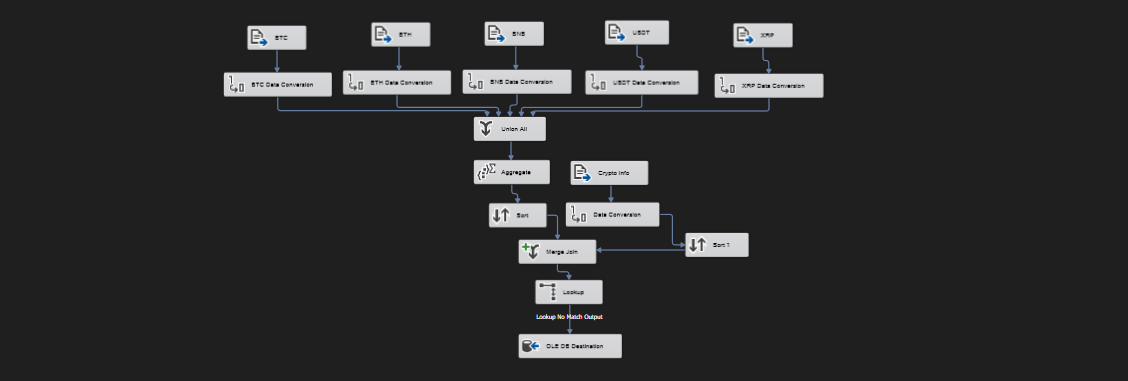 BTC
ETH
BNB
USDT
XRP
BTC Data Conversion
ETH Data Conversion
BNB Data Conversion
USDT Data Conversion
XRP Data Conversion
Union All
Aggregate
Crypto Info
Sort
Data Conversion
Sort 1
Merge Join
Lookup
Lookup No Match Output
OLE DB Destination